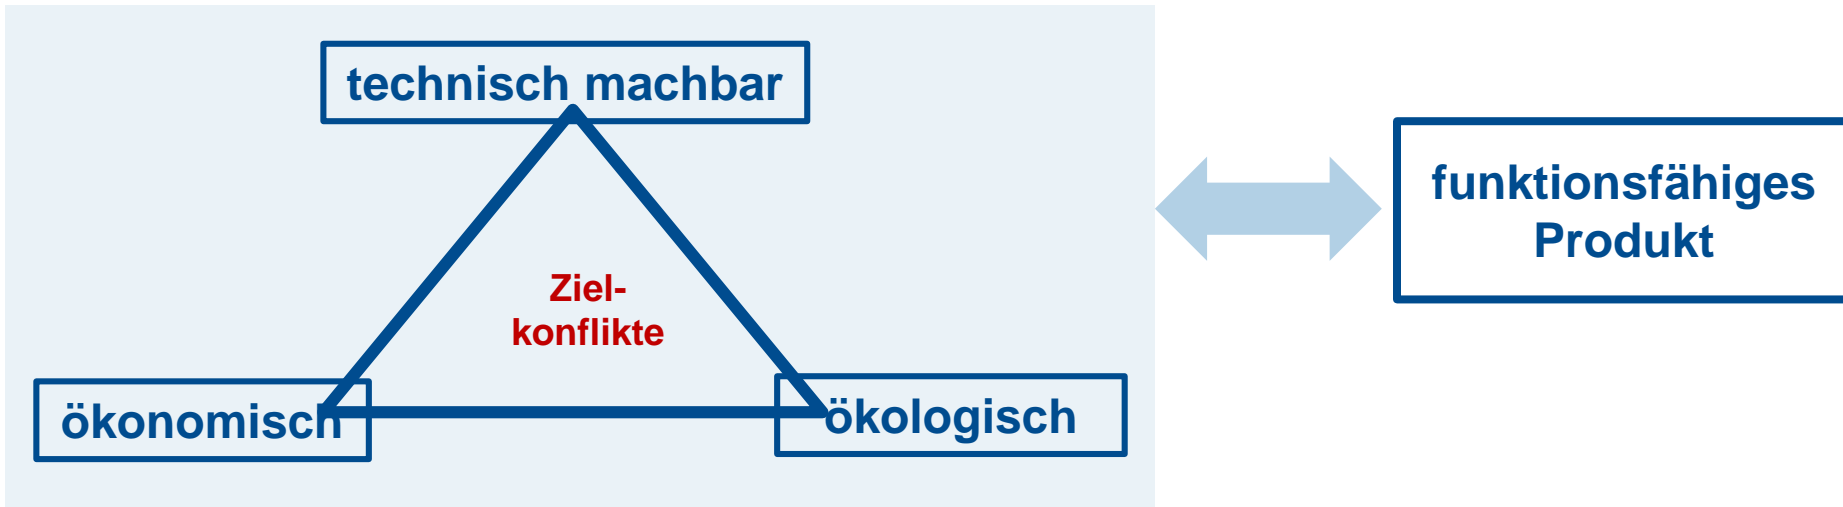 technisch machbar
Ziel-
konflikte
ökonomisch
ökologisch
funktionsfähiges
Produkt